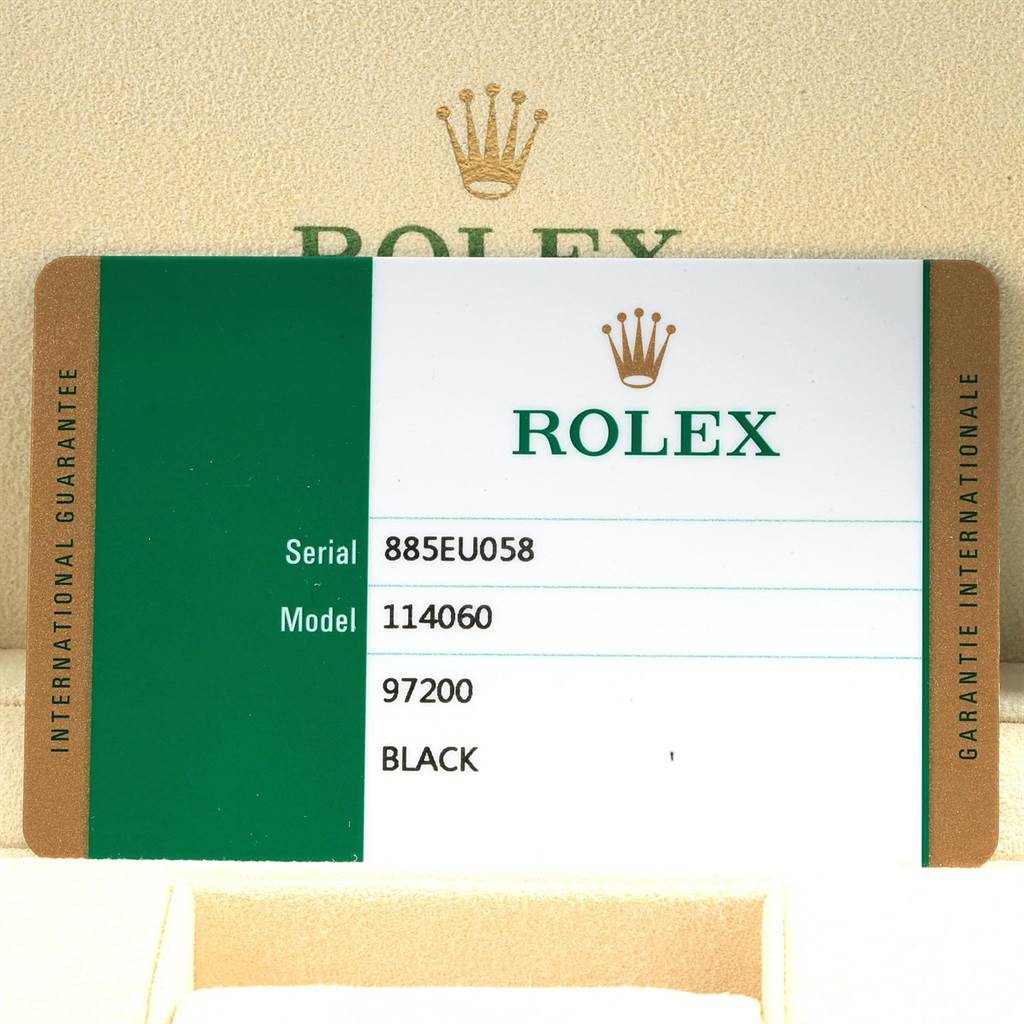 ROLEX
ROLEX
INTERNATIONAL GUARANTEE
Serial 885EU058
Model 114060
97200
BLACK
GARANTIE INTERNATIONALE